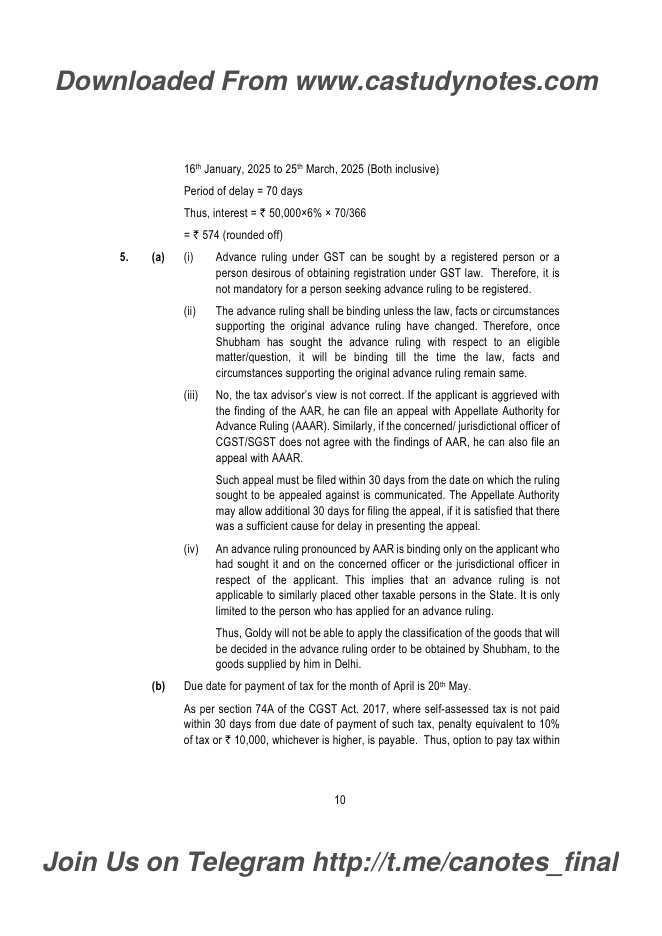 Downloaded From www.castudynotes.com
16th January, 2025 to 25th March, 2025 (Both inclusive)
Period of delay = 70 days
Thus, interest = ₹ 50,000×6% × 70/366
= ₹ 574 (rounded off)
5. (a) (i) Advance ruling under GST can be sought by a registered person or a
person desirous of obtaining registration under GST law. Therefore, it is
not mandatory for a person seeking advance ruling to be registered.
(ii) The advance ruling shall be binding unless the law, facts or circumstances
supporting the original advance ruling have changed. Therefore, once
Shubham has sought the advance ruling with respect to an eligible
matter/question, it will be binding till the time the law, facts and
circumstances supporting the original advance ruling remain same.
(iii) No, the tax advisor's view is not correct. If the applicant is aggrieved with
the finding of the AAR, he can file an appeal with Appellate Authority for
Advance Ruling (AAAR). Similarly, if the concerned/ jurisdictional officer of
CGST/SGST does not agree with the findings of AAR, he can also file an
appeal with AAAR.
Such appeal must be filed within 30 days from the date on which the ruling
sought to be appealed against is communicated. The Appellate Authority
may allow additional 30 days for filing the appeal, if it is satisfied that there
was a sufficient cause for delay in presenting the appeal.
(iv) An advance ruling pronounced by AAR is binding only on the applicant who
had sought it and on the concerned officer or the jurisdictional officer in
respect of the applicant. This implies that an advance ruling is not
applicable to similarly placed other taxable persons in the State. It is only
limited to the person who has applied for an advance ruling.
Thus, Goldy will not be able to apply the classification of the goods that will
be decided in the advance ruling order to be obtained by Shubham, to the
goods supplied by him in Delhi.
(b) Due date for payment of tax for the month of April is 20th May.
As per section 74A of the CGST Act. 2017, where self-assessed tax is not paid
within 30 days from due date of payment of such tax, penalty equivalent to 10%
of tax or ₹ 10,000, whichever is higher, is payable. Thus, option to pay tax within
10
Join Us on Telegram http://t.me/canotes_final